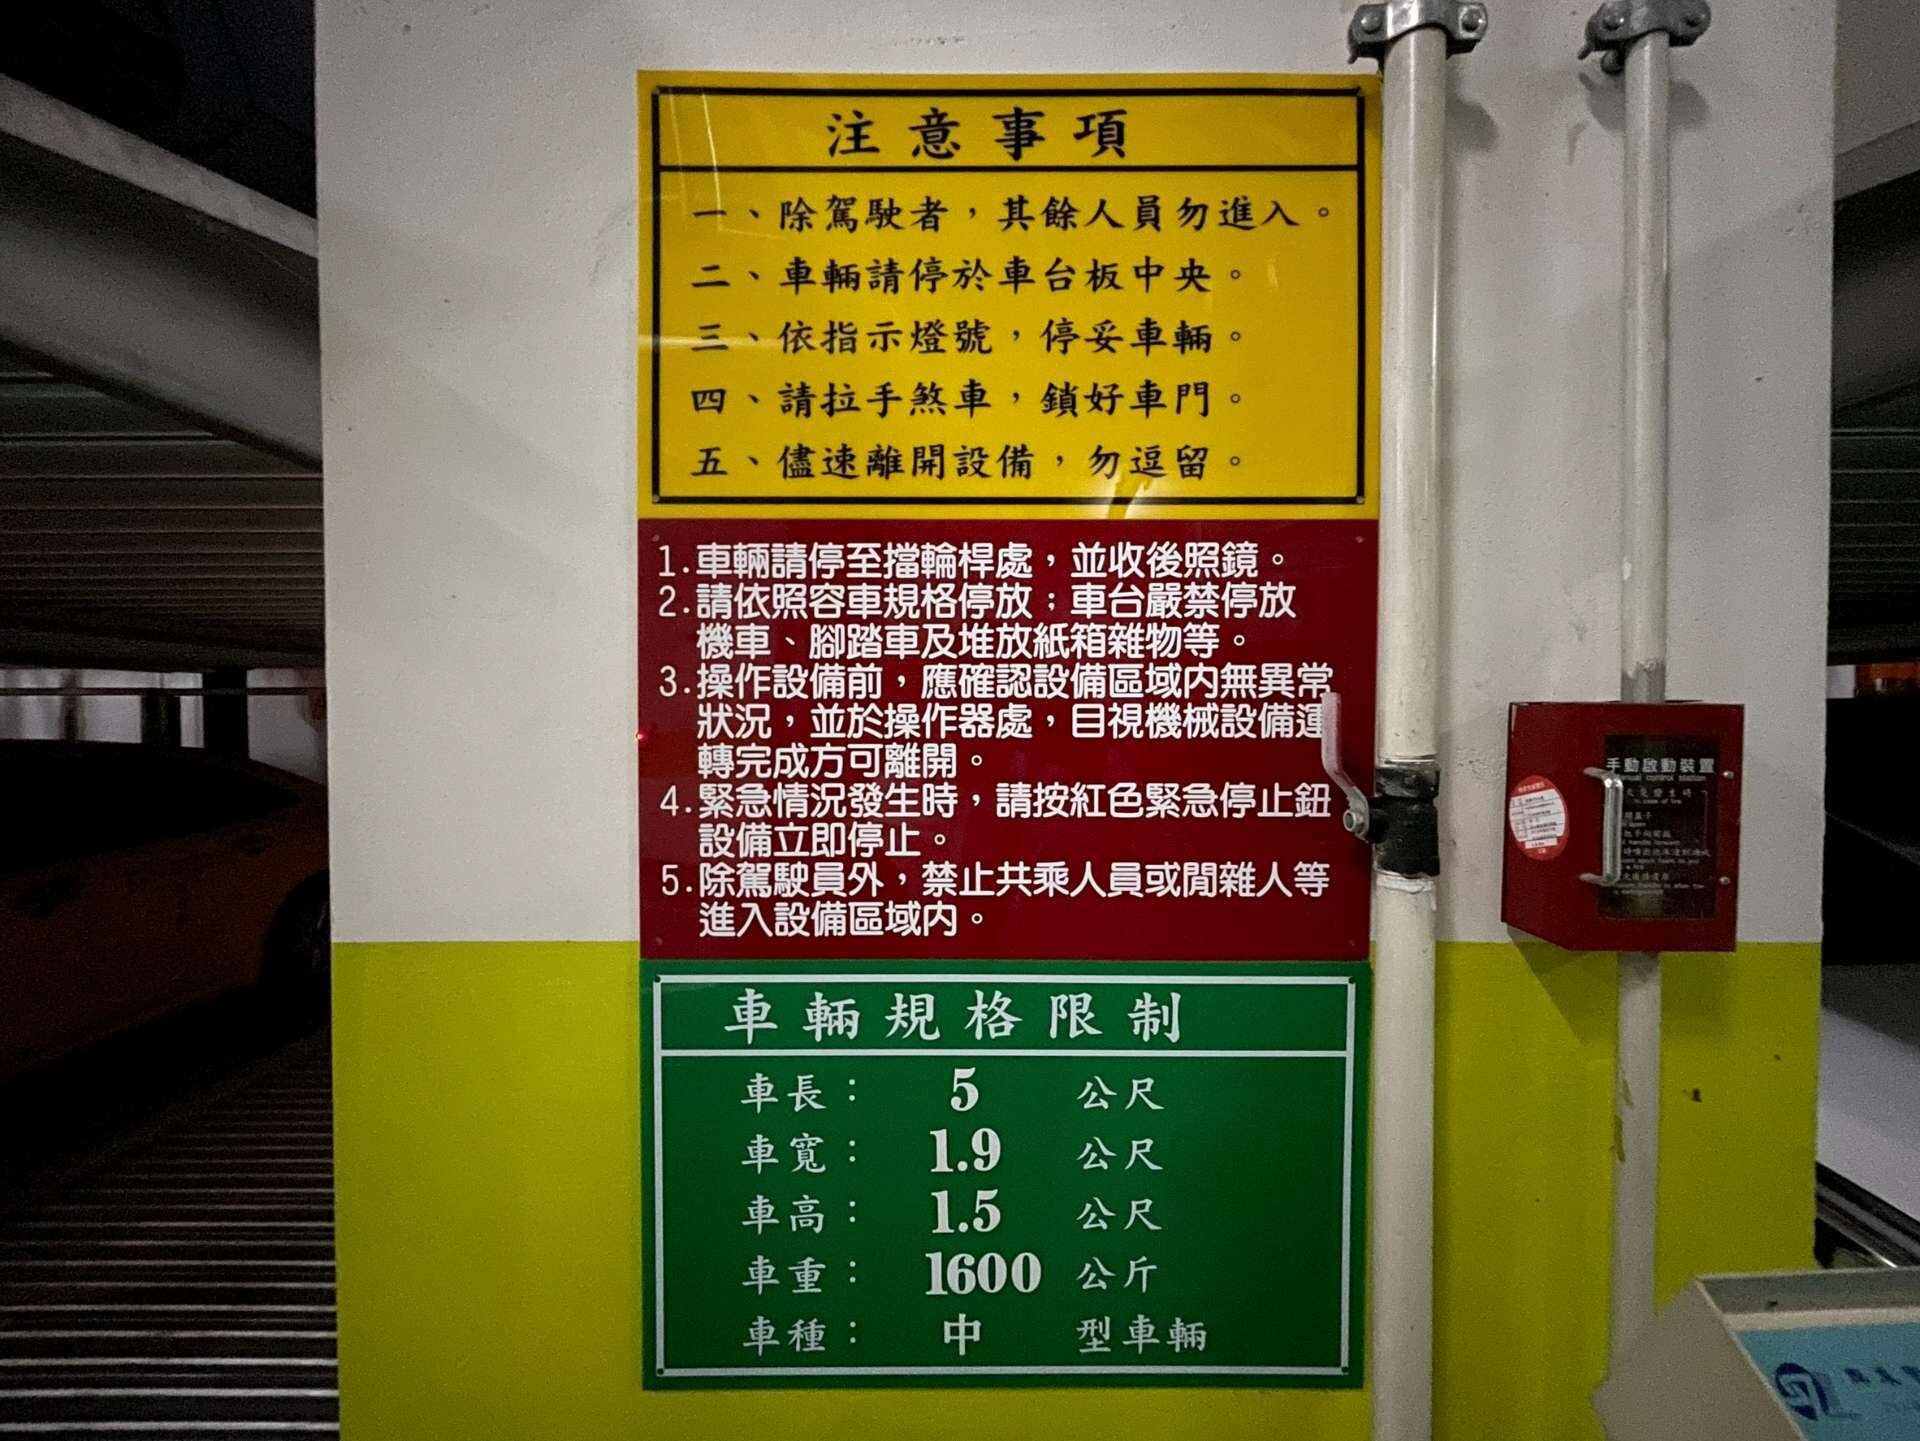 注意事項
一、除駕駛者，其餘人員勿進入。
二、車輛請停於車台板中央。
三、依指示燈號，停妥車輛。
四、請拉手煞車，鎖好車門。
五、儘速離開設備，勿逗留。
1.車輛請停至擋輪桿處，並收後照鏡。
2.請依照容車規格停放；車台嚴禁停放
機車、腳踏車及堆放紙箱雜物等。
3.操作設備前，應確認設備區域內無異常
狀況，並於操作器處，目視機械設備運
轉完成方可離開。
4.緊急情況發生時，請按紅色緊急停止鈕
設備立即停止。
5.除駕駛員外，禁止共乘人員或閒雜人等
進入設備區域內。
車輛規格限制
車長： 5 公尺
車寬： 1.9 公尺
車高： 1.5 公尺
車重： 1600 公斤
車種： 中 型車輛
手動啟動裝置
control station